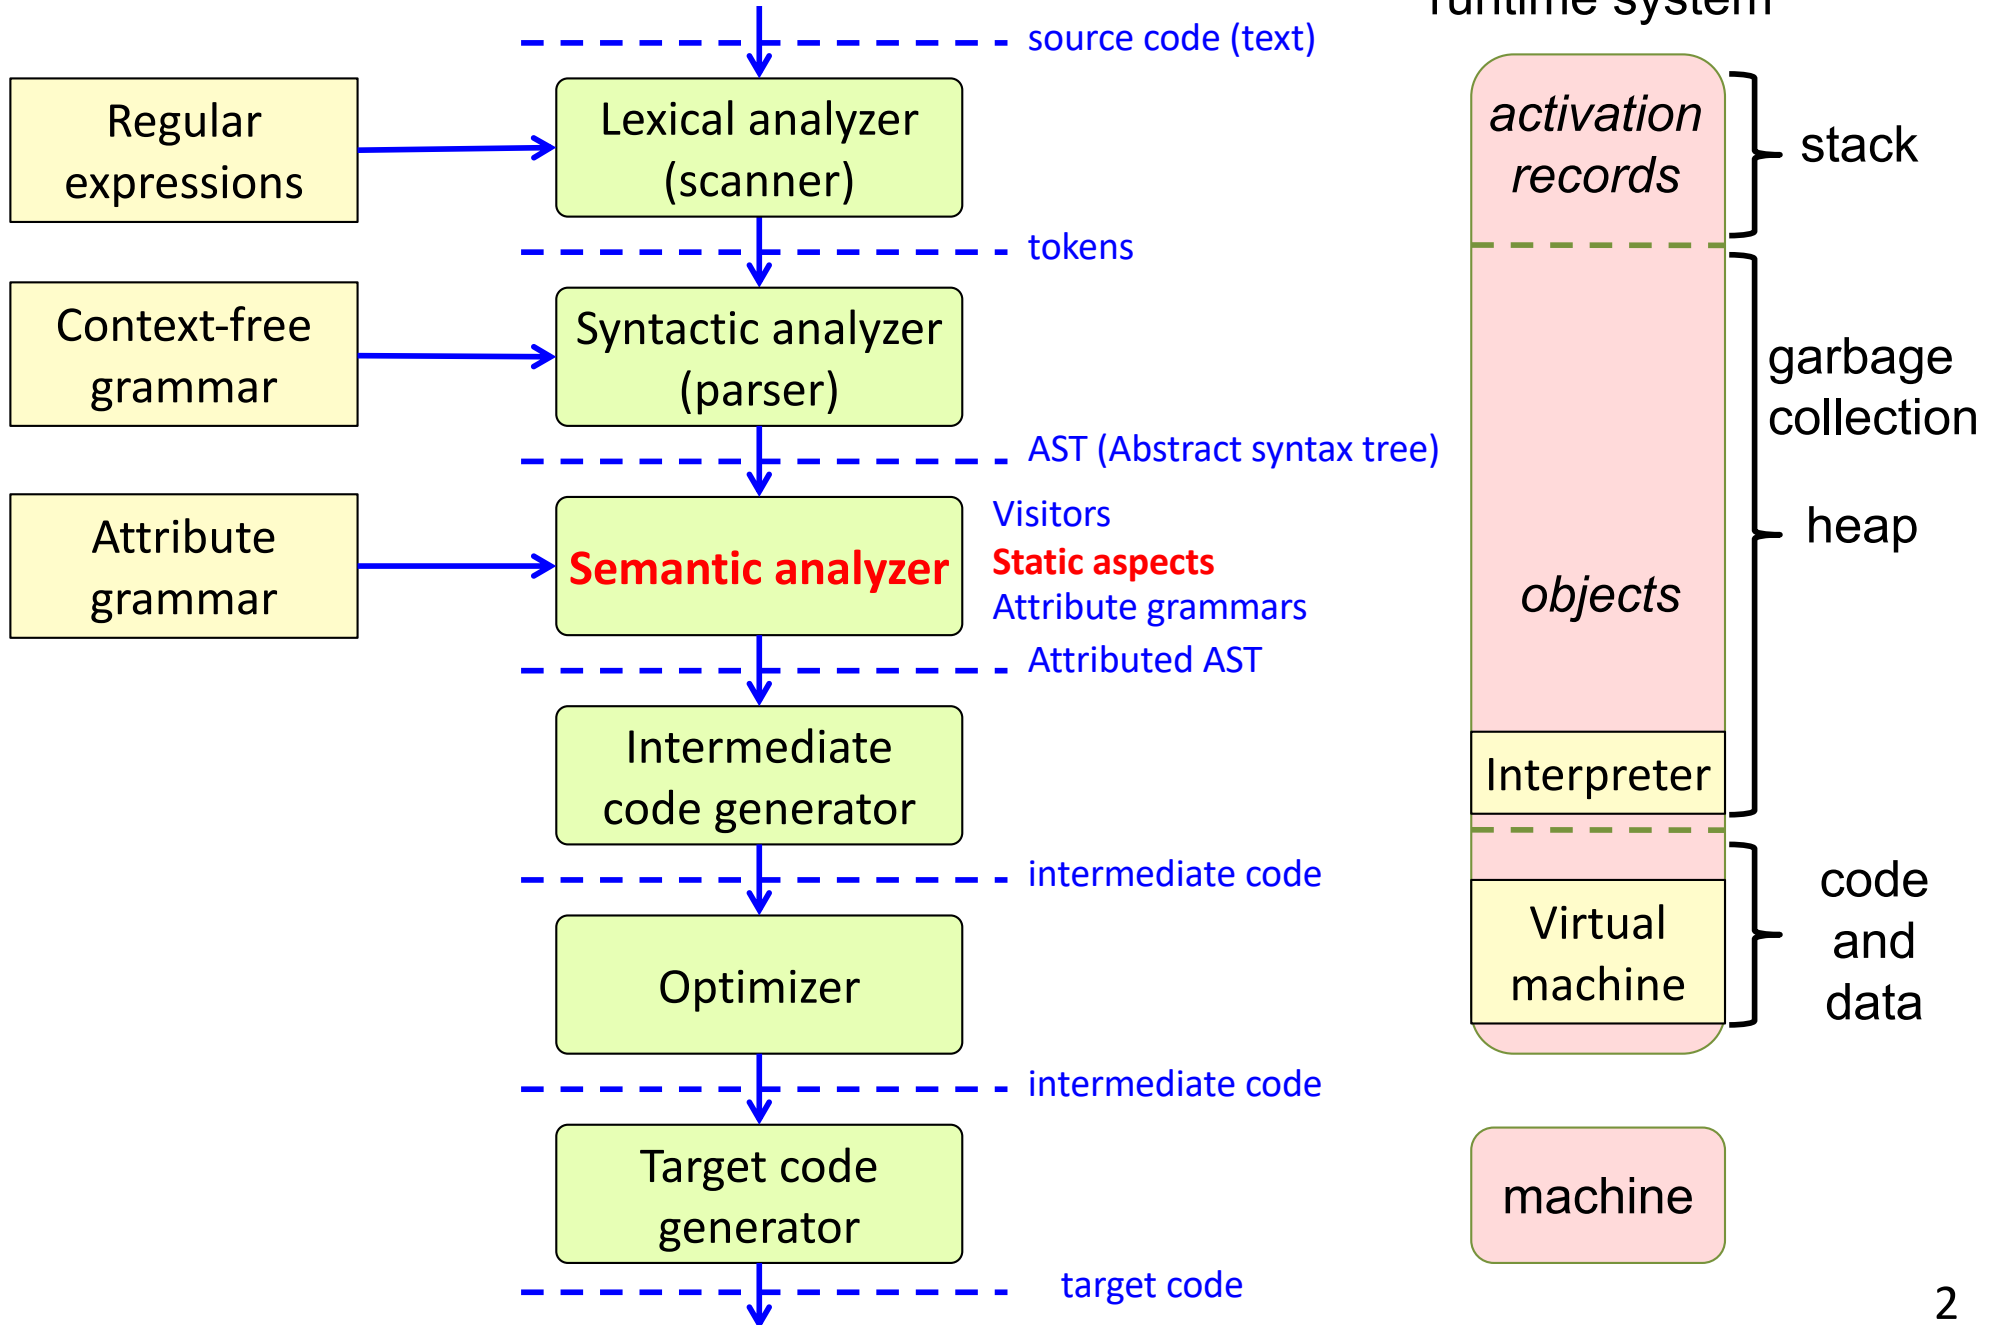 runtime system
source code (text)
Regular
expressions
Lexical analyzer
(scanner)
tokens
Context-free
grammar
Syntactic analyzer
(parser)
AST (Abstract syntax tree)
Attribute
grammar
Semantic analyzer
Visitors
Static aspects
Attribute grammars
Attributed AST
Intermediate
code generator
intermediate code
Optimizer
intermediate code
Target code
generator
target code
activation
records
stack
garbage
collection
heap
objects
Interpreter
Virtual
machine
code
and
data
machine
2